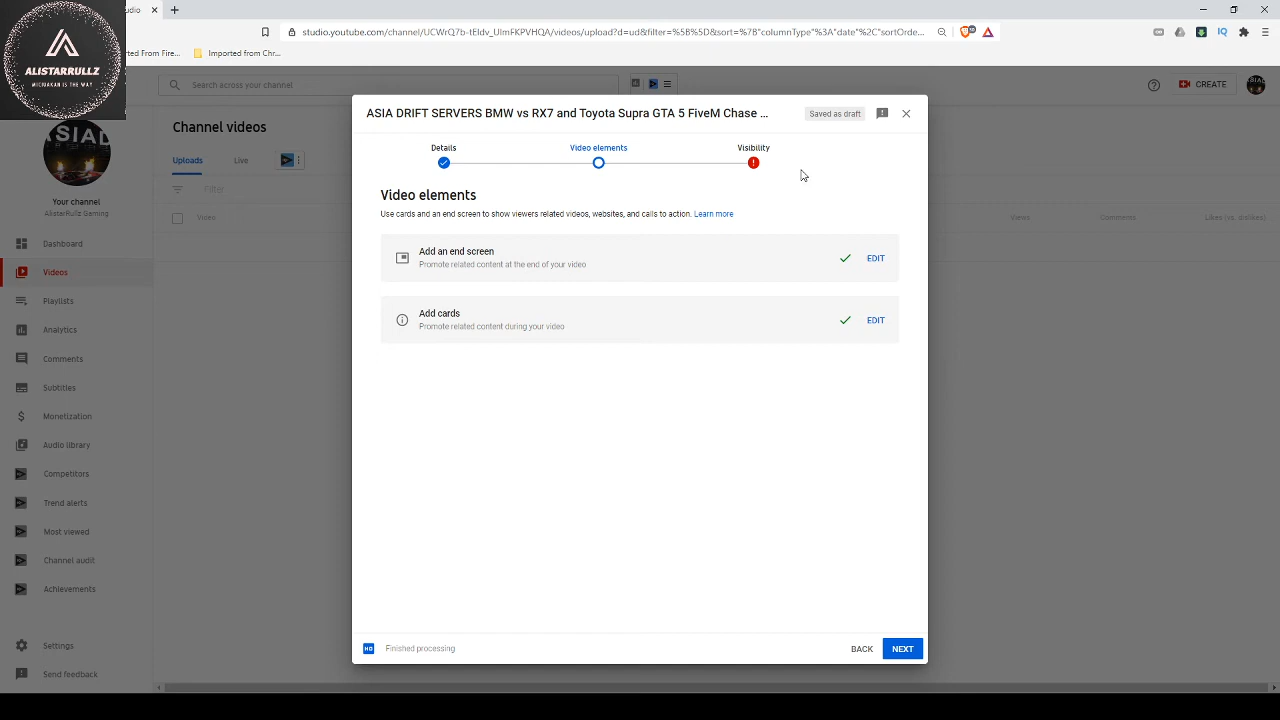 udio
studio.youtube.com/channel/UCWrQ7b-tEIdv_UlmFKPVHQA/videos/upload?d=ud&filter=%5B%5D&sort=%7B"columnType"%3A"date"%2C"sortOrde...
IQ
rted From Fire...
Imported from Chr...
ALISTARRULLZ
MICHAKAN IS THE WAY
Search across your channel
CREATE
ASIAD
Your channel
AlistarRullz Gaming
Dashboard
Videos
Playlists
Analytics
Comments
Subtitles
Monetization
Audio library
Competitors
Trend alerts
Most viewed
Channel audit
Achievements
Settings
Send feedback
Channel videos
Uploads
Live
Filter
Video
Views
Comments
Likes (vs. dislikes)
ASIA DRIFT SERVERS BMW vs RX7 and Toyota Supra GTA 5 FiveM Chase ...
Saved as draft
Details
Video elements
Visibility
Video elements
Use cards and an end screen to show viewers related videos, websites, and calls to action. Learn more
Add an end screen
Promote related content at the end of your video
EDIT
Add cards
Promote related content during your video
EDIT
HD
Finished processing
BACK
NEXT